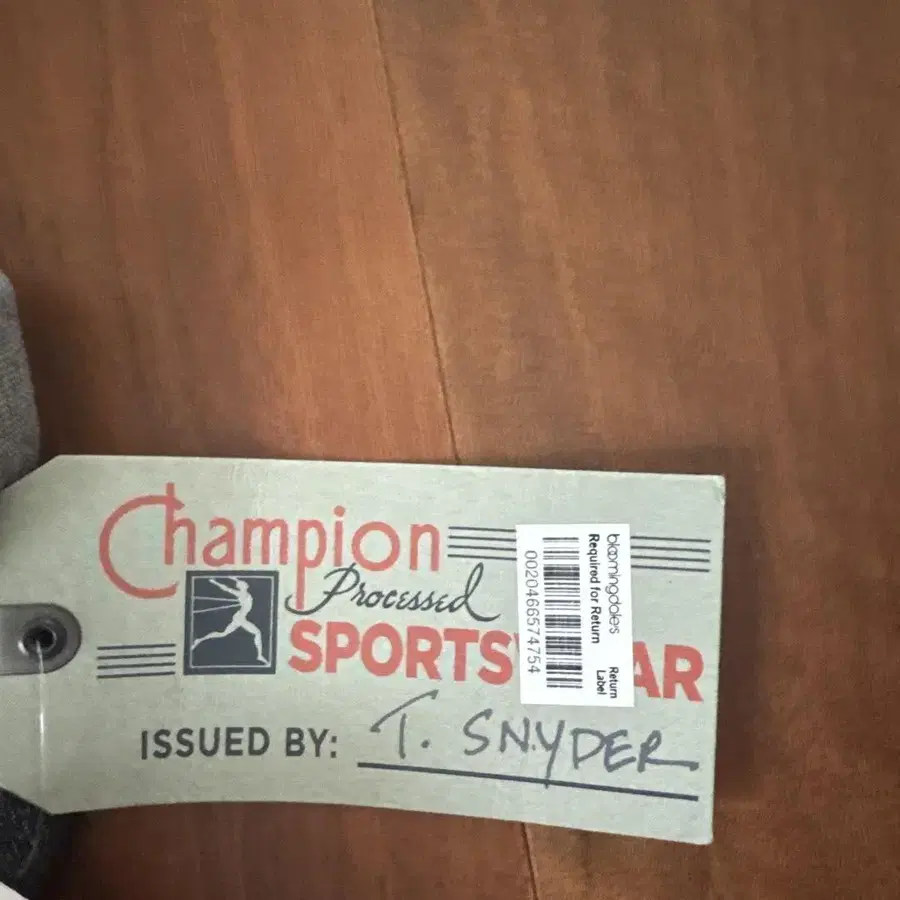 Champion
Processed
SPORTSWEAR
ISSUED BY: T. SNYDER
bloomingdales
Required for Return
Return
Label
0020466574754